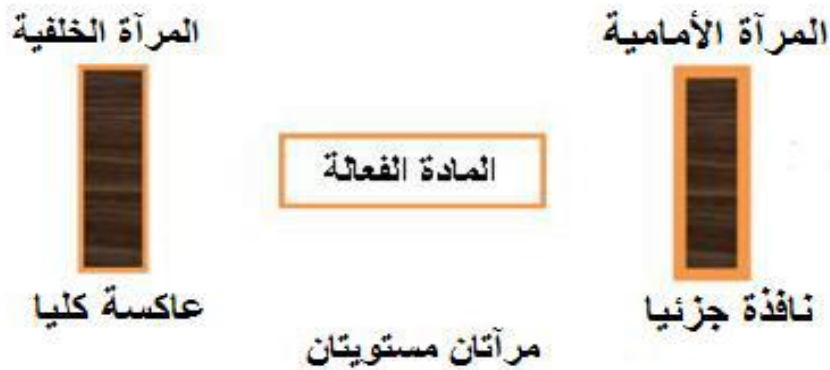 المرآة الأمامية
المرآة الخلفية
المادة الفعالة
نافذة جزئيا
عاكسة كليا
مرآتان مستويتان